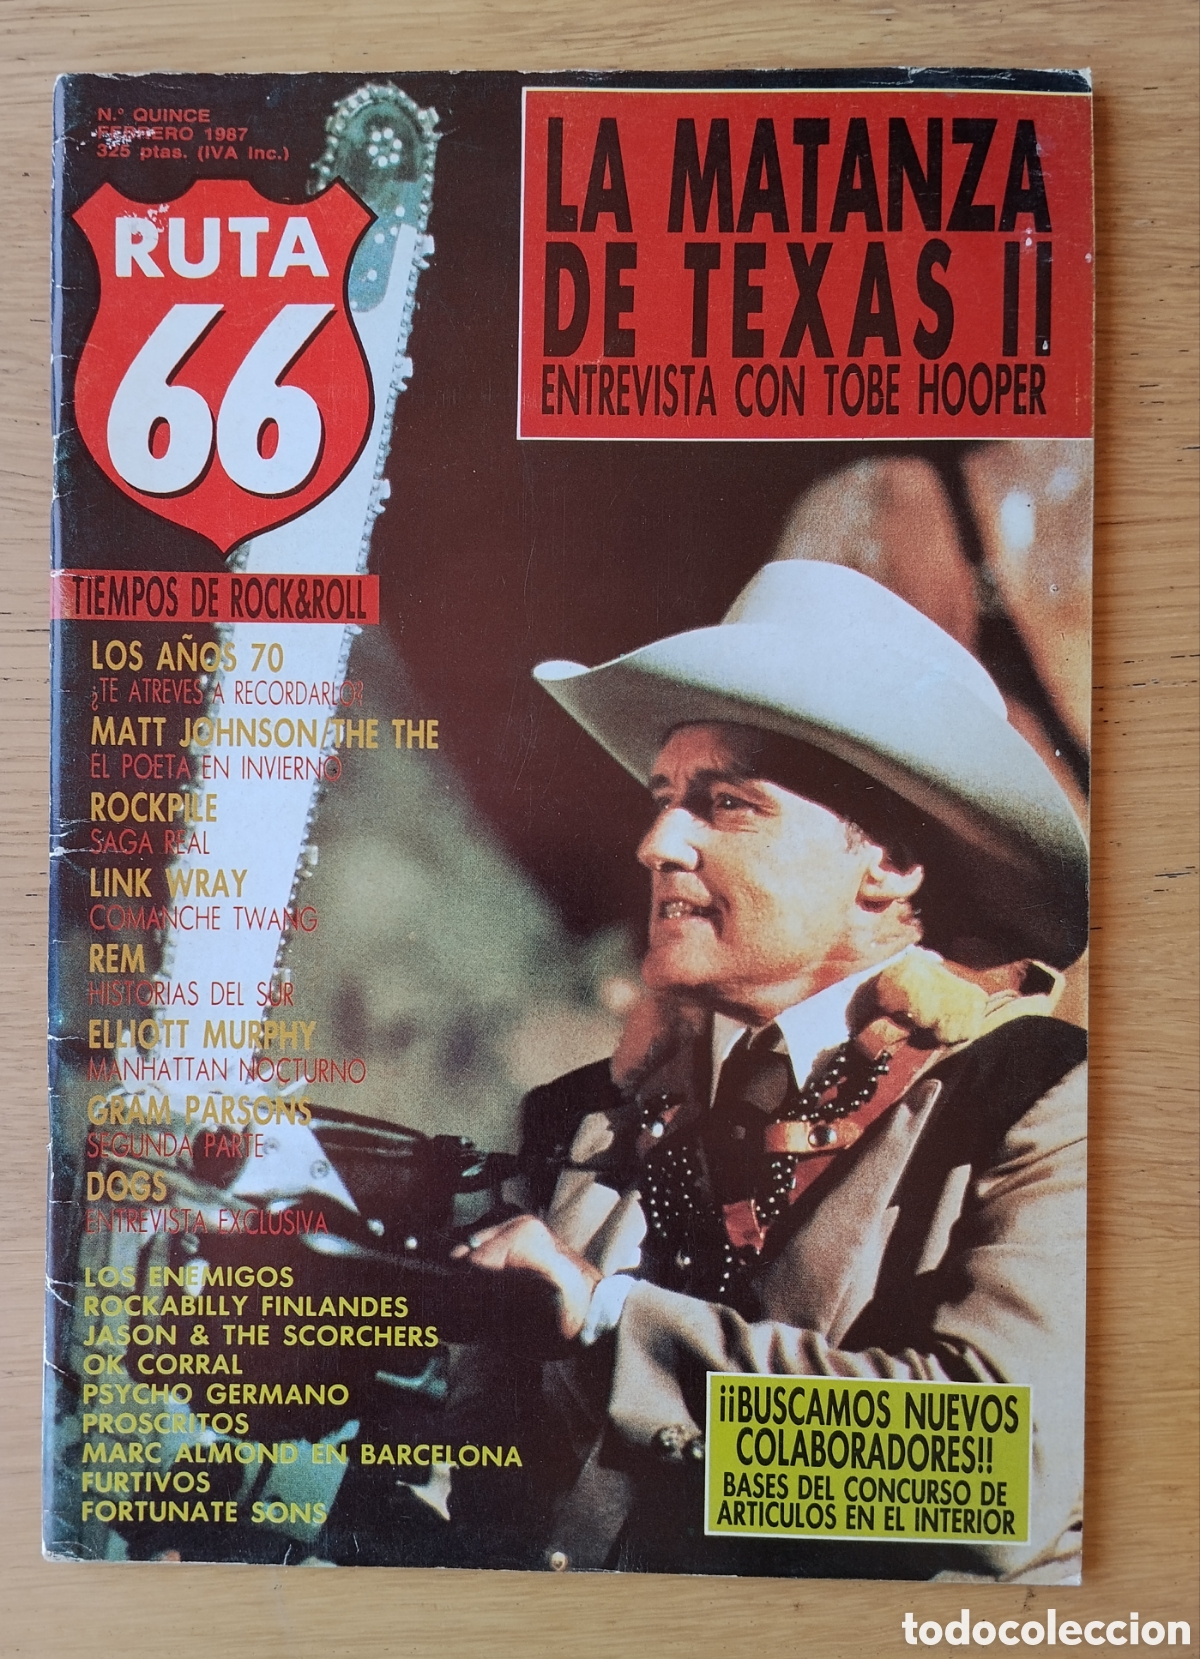 N.º QUINCE
FEBRERO 1987
325 ptas. (IVA Inc.)
RUTA
66
LA MATANZA
DE TEXAS II
ENTREVISTA CON TOBE HOOPER
TIEMPOS DE ROCK&ROLL
LOS AÑOS 70
¿TE ATREVES A RECORDARLO?
MATT JOHNSON/THE THE
EL POETA EN INVIERNO
ROCKPILE
SAGA REAL
LINK WRAY
COMANCHE TWANG
REM
HISTORIAS DEL SUR
ELLIOTT MURPHY
MANHATTAN NOCTURNO
GRAM PARSONS
SEGUNDA PARTE
DOGS
ENTREVISTA EXCLUSIVA
LOS ENEMIGOS
ROCKABILLY FINLANDES
JASON & THE SCORCHERS
OK CORRAL
PSYCHO GERMANO
PROSCRITOS
MARC ALMOND EN BARCELONA
FURTIVOS
FORTUNATE SONS
¡¡BUSCAMOS NUEVOS
COLABORADORES!!
BASES DEL CONCURSO DE
ARTICULOS EN EL INTERIOR
todocoleccion